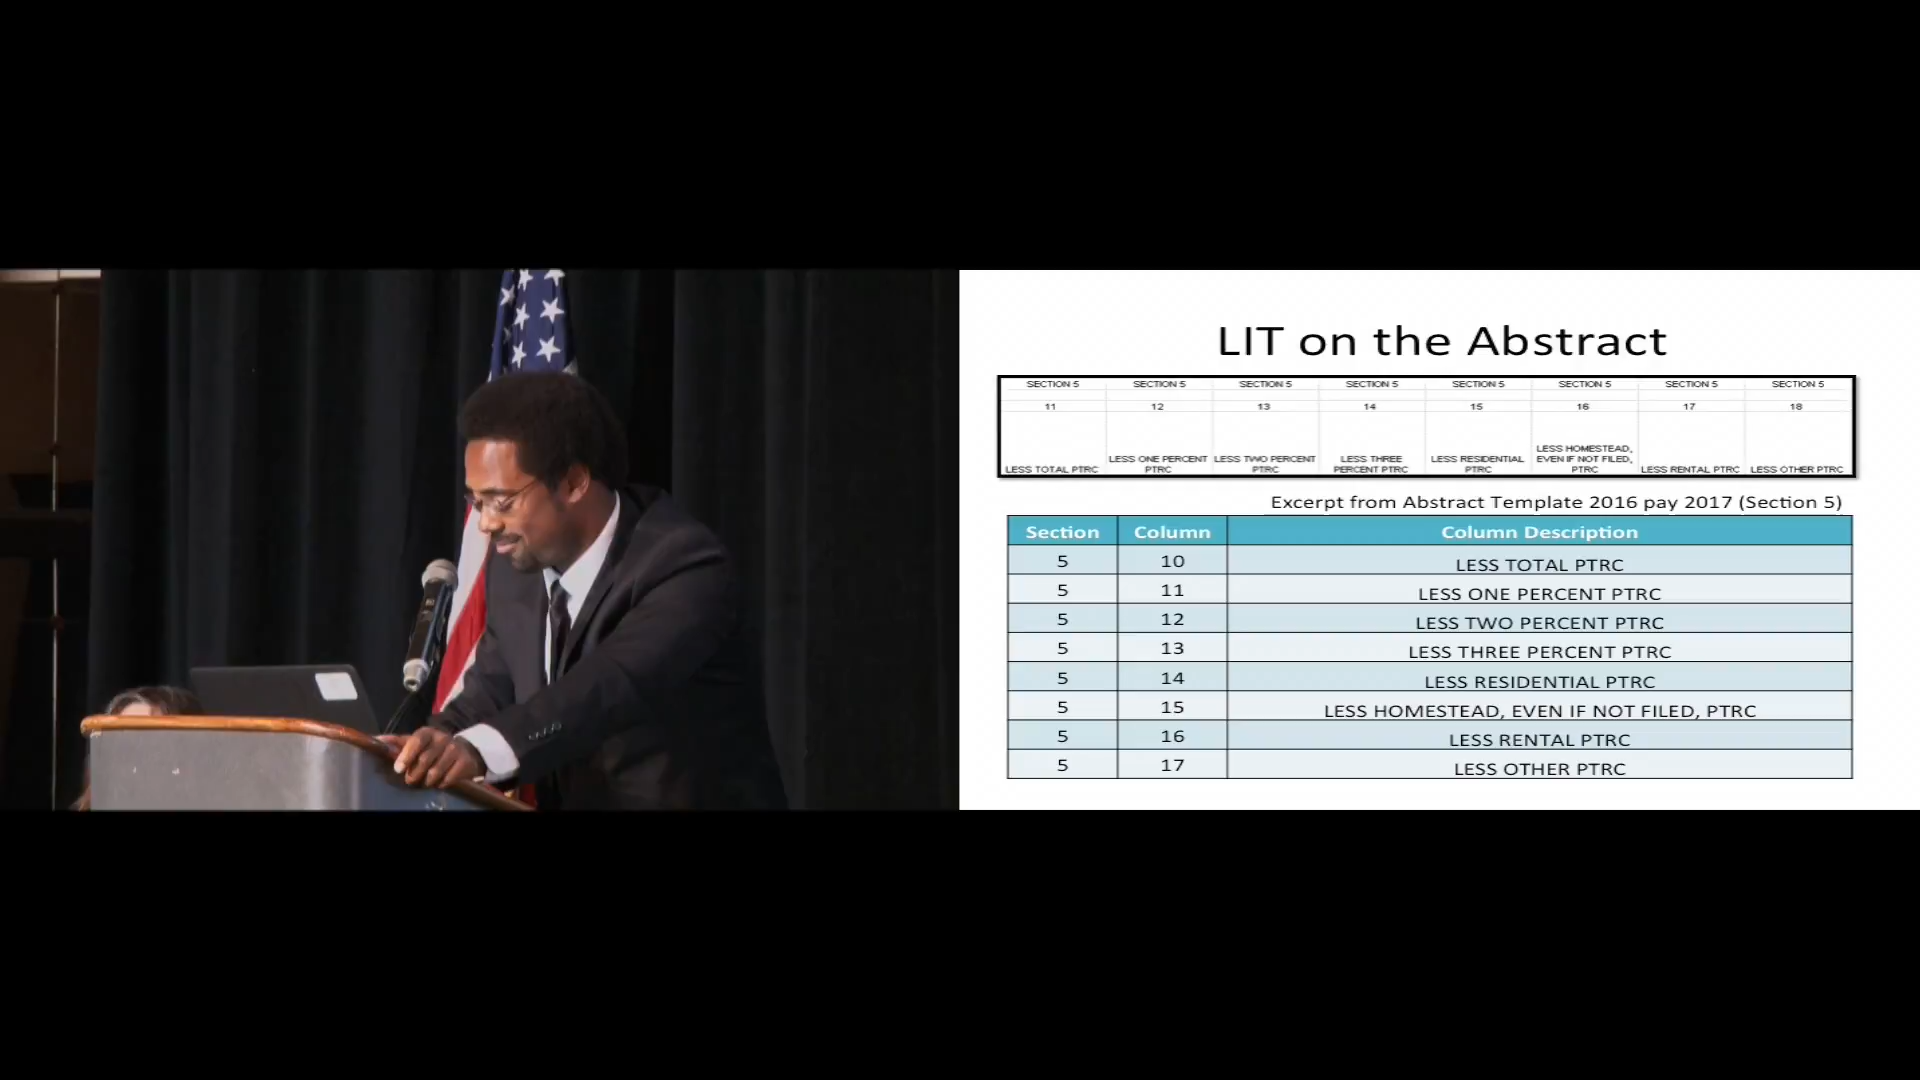 LIT on the Abstract
SECTION 5 SECTION 5 SECTION 5 SECTION 5 SECTION 5 SECTION 5 SECTION 5 SECTION 5
11 12 13 14 15 16 17 18
LESS TOTAL PTRC
LESS ONE PERCENT
PTRC
LESS TWO PERCENT
PTRC
LESS THREE
PERCENT PTRC
LESS RESIDENTIAL
PTRC
LESS HOMESTEAD,
EVEN IF NOT FILED,
PTRC
LESS RENTAL PTRC
LESS OTHER PTRC
Excerpt from Abstract Template 2016 pay 2017 (Section 5)
Section Column Column Description
5 10 LESS TOTAL PTRC
5 11 LESS ONE PERCENT PTRC
5 12 LESS TWO PERCENT PTRC
5 13 LESS THREE PERCENT PTRC
5 14 LESS RESIDENTIAL PTRC
5 15 LESS HOMESTEAD, EVEN IF NOT FILED, PTRC
5 16 LESS RENTAL PTRC
5 17 LESS OTHER PTRC